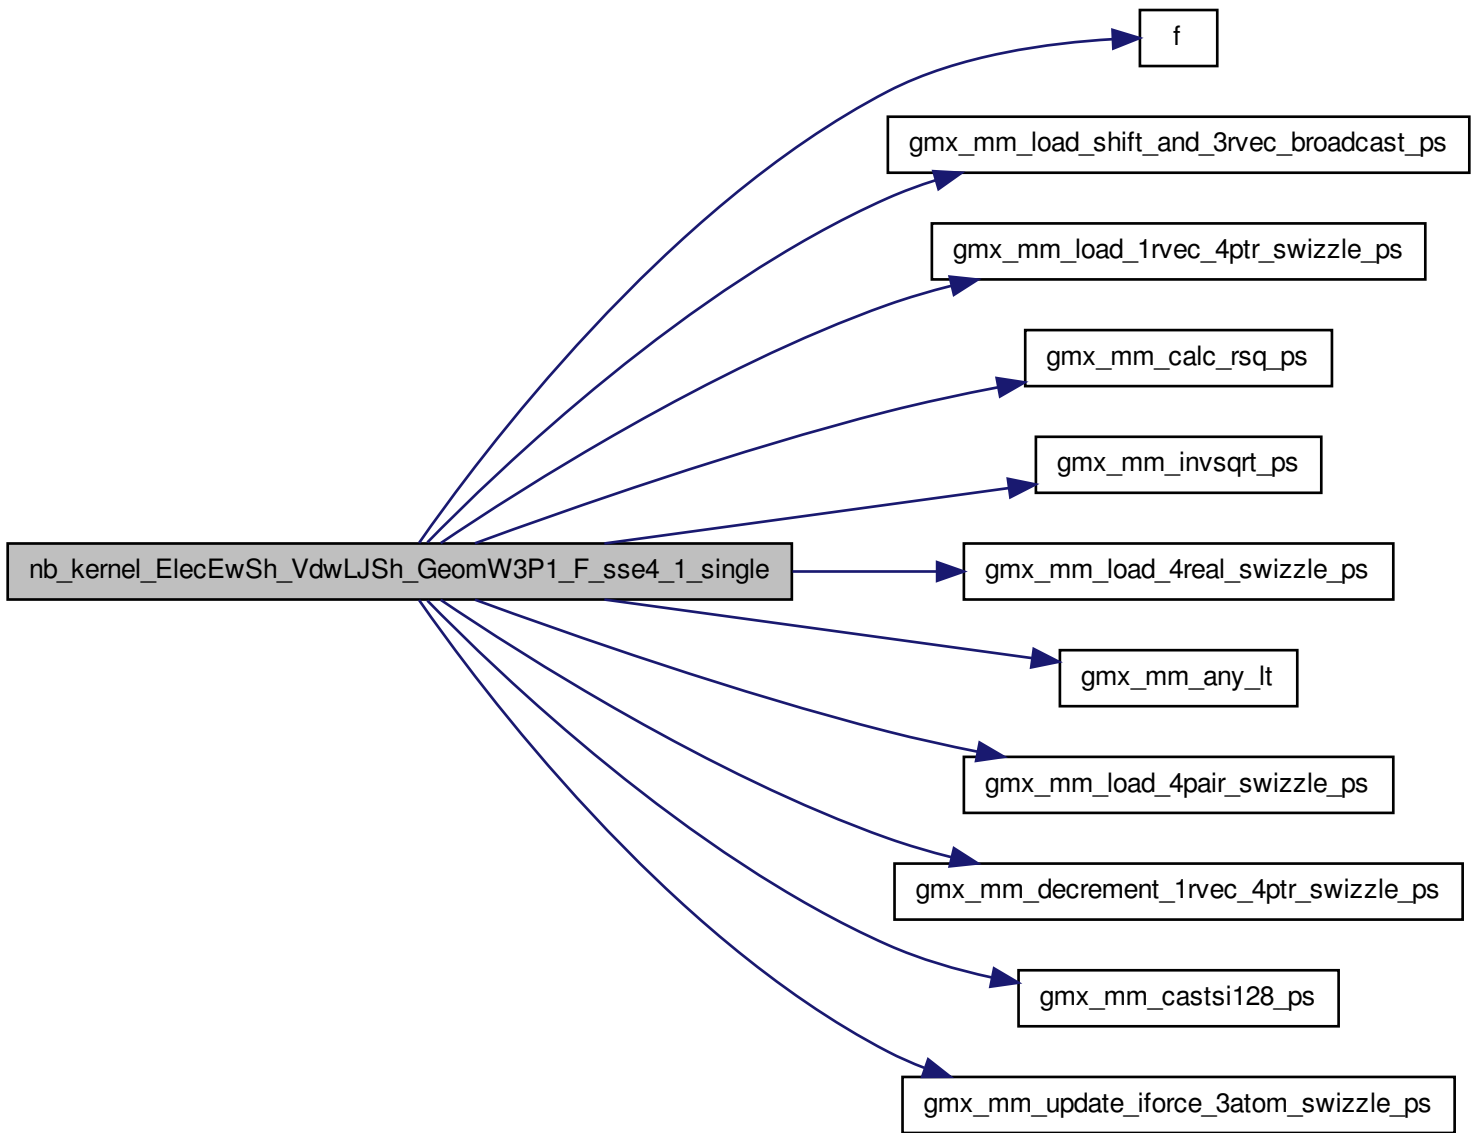 f
gmx_mm_load_shift_and_3rvec_broadcast_ps
gmx_mm_load_1rvec_4ptr_swizzle_ps
gmx_mm_calc_rsq_ps
gmx_mm_invsqrt_ps
nb_kernel_ElecEwSh_VdwLJSh_GeomW3P1_F_sse4_1_single
gmx_mm_load_4real_swizzle_ps
gmx_mm_any_lt
gmx_mm_load_4pair_swizzle_ps
gmx_mm_decrement_1rvec_4ptr_swizzle_ps
gmx_mm_castsi128_ps
gmx_mm_update_iforce_3atom_swizzle_ps